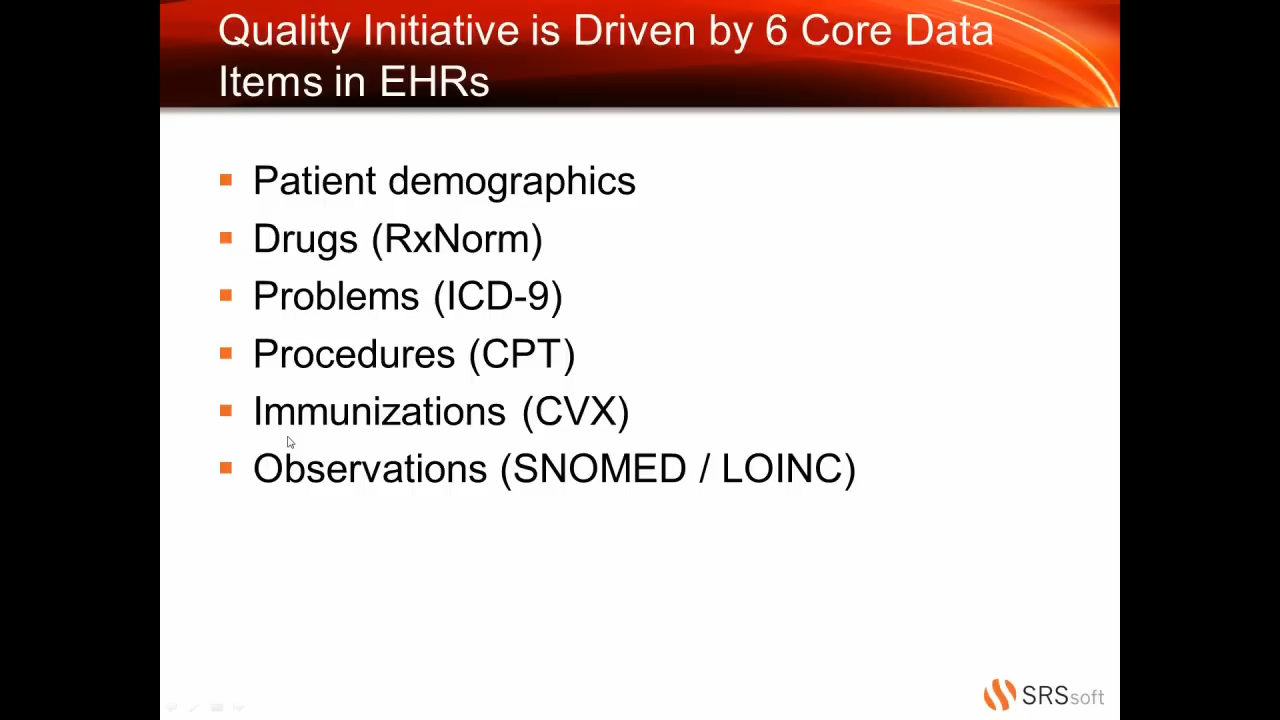 Quality Initiative is Driven by 6 Core Data
Items in EHRs
Patient demographics
Drugs (RxNorm)
Problems (ICD-9)
Procedures (CPT)
Immunizations (CVX)
Observations (SNOMED / LOINC)
SRSsoft